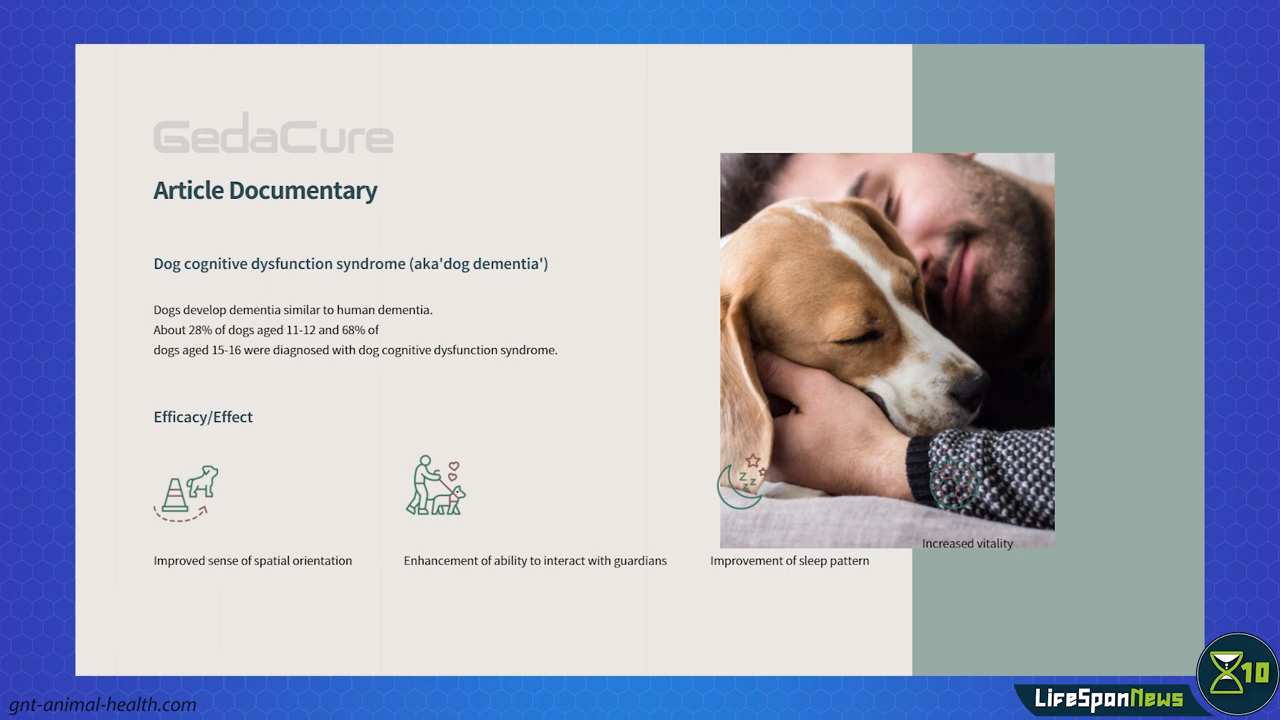 GedaCure
Article Documentary
Dog cognitive dysfunction syndrome (aka'dog dementia')
Dogs develop dementia similar to human dementia.
About 28% of dogs aged 11-12 and 68% of
dogs aged 15-16 were diagnosed with dog cognitive dysfunction syndrome.
Efficacy/Effect
z z z
Improved sense of spatial orientation
Enhancement of ability to interact with guardians
Improvement of sleep pattern
Increased vitality
gnt-animal-health.com
LifeSpanNews
10